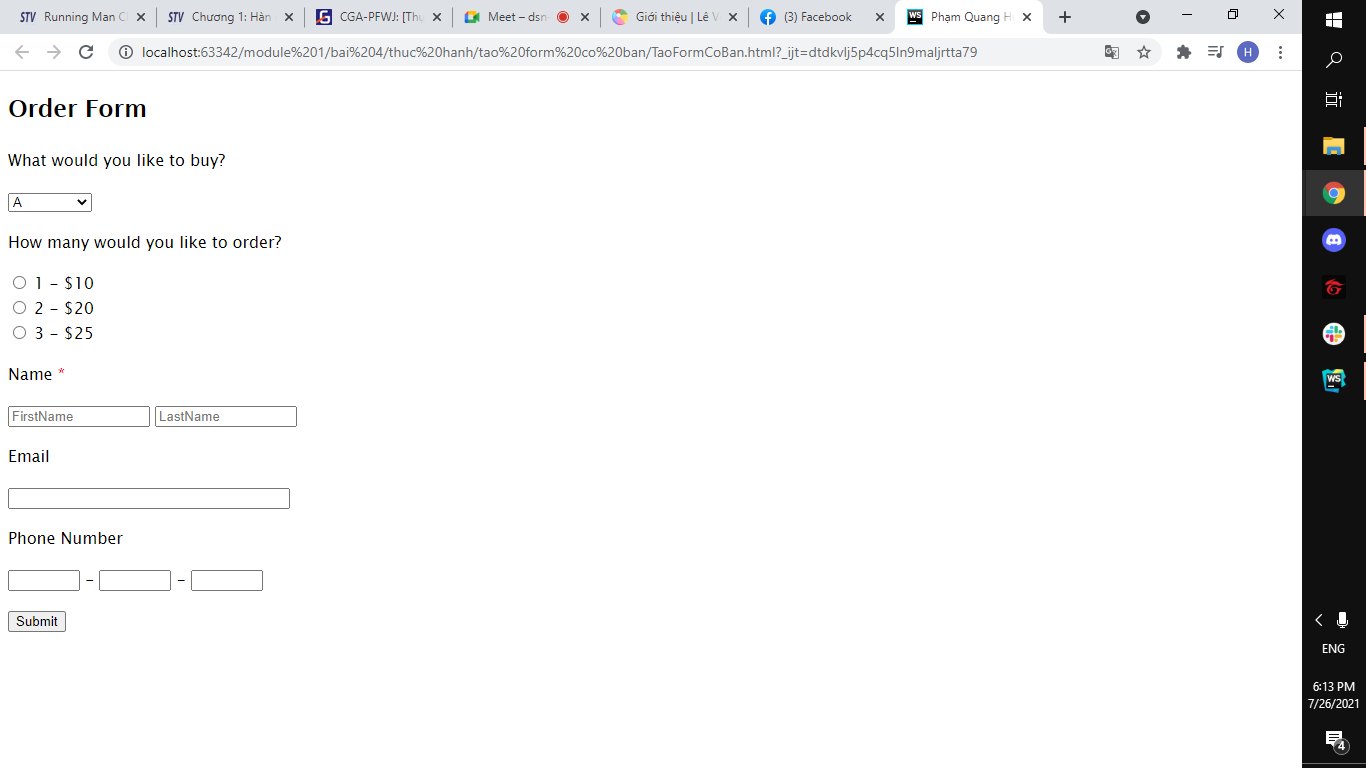 STV Running Man C
STV Chương 1: Hàn
CGA-PFWJ: [Thự
Meet – dsn
Giới thiệu | Lê V
(3) Facebook
WS Phạm Quang H
localhost:63342/module%201/bai%204/thuc%20hanh/tao%20form%20co%20ban/TaoFormCoBan.html?_ijt=dtdkvlj5p4cq5ln9maljrtta79
H
Order Form
What would you like to buy?
A
How many would you like to order?
1 - $10
2 - $20
3 - $25
Name *
FirstName LastName
Email
Phone Number
- -
Submit
WS
ENG
6:13 PM
7/26/2021
4